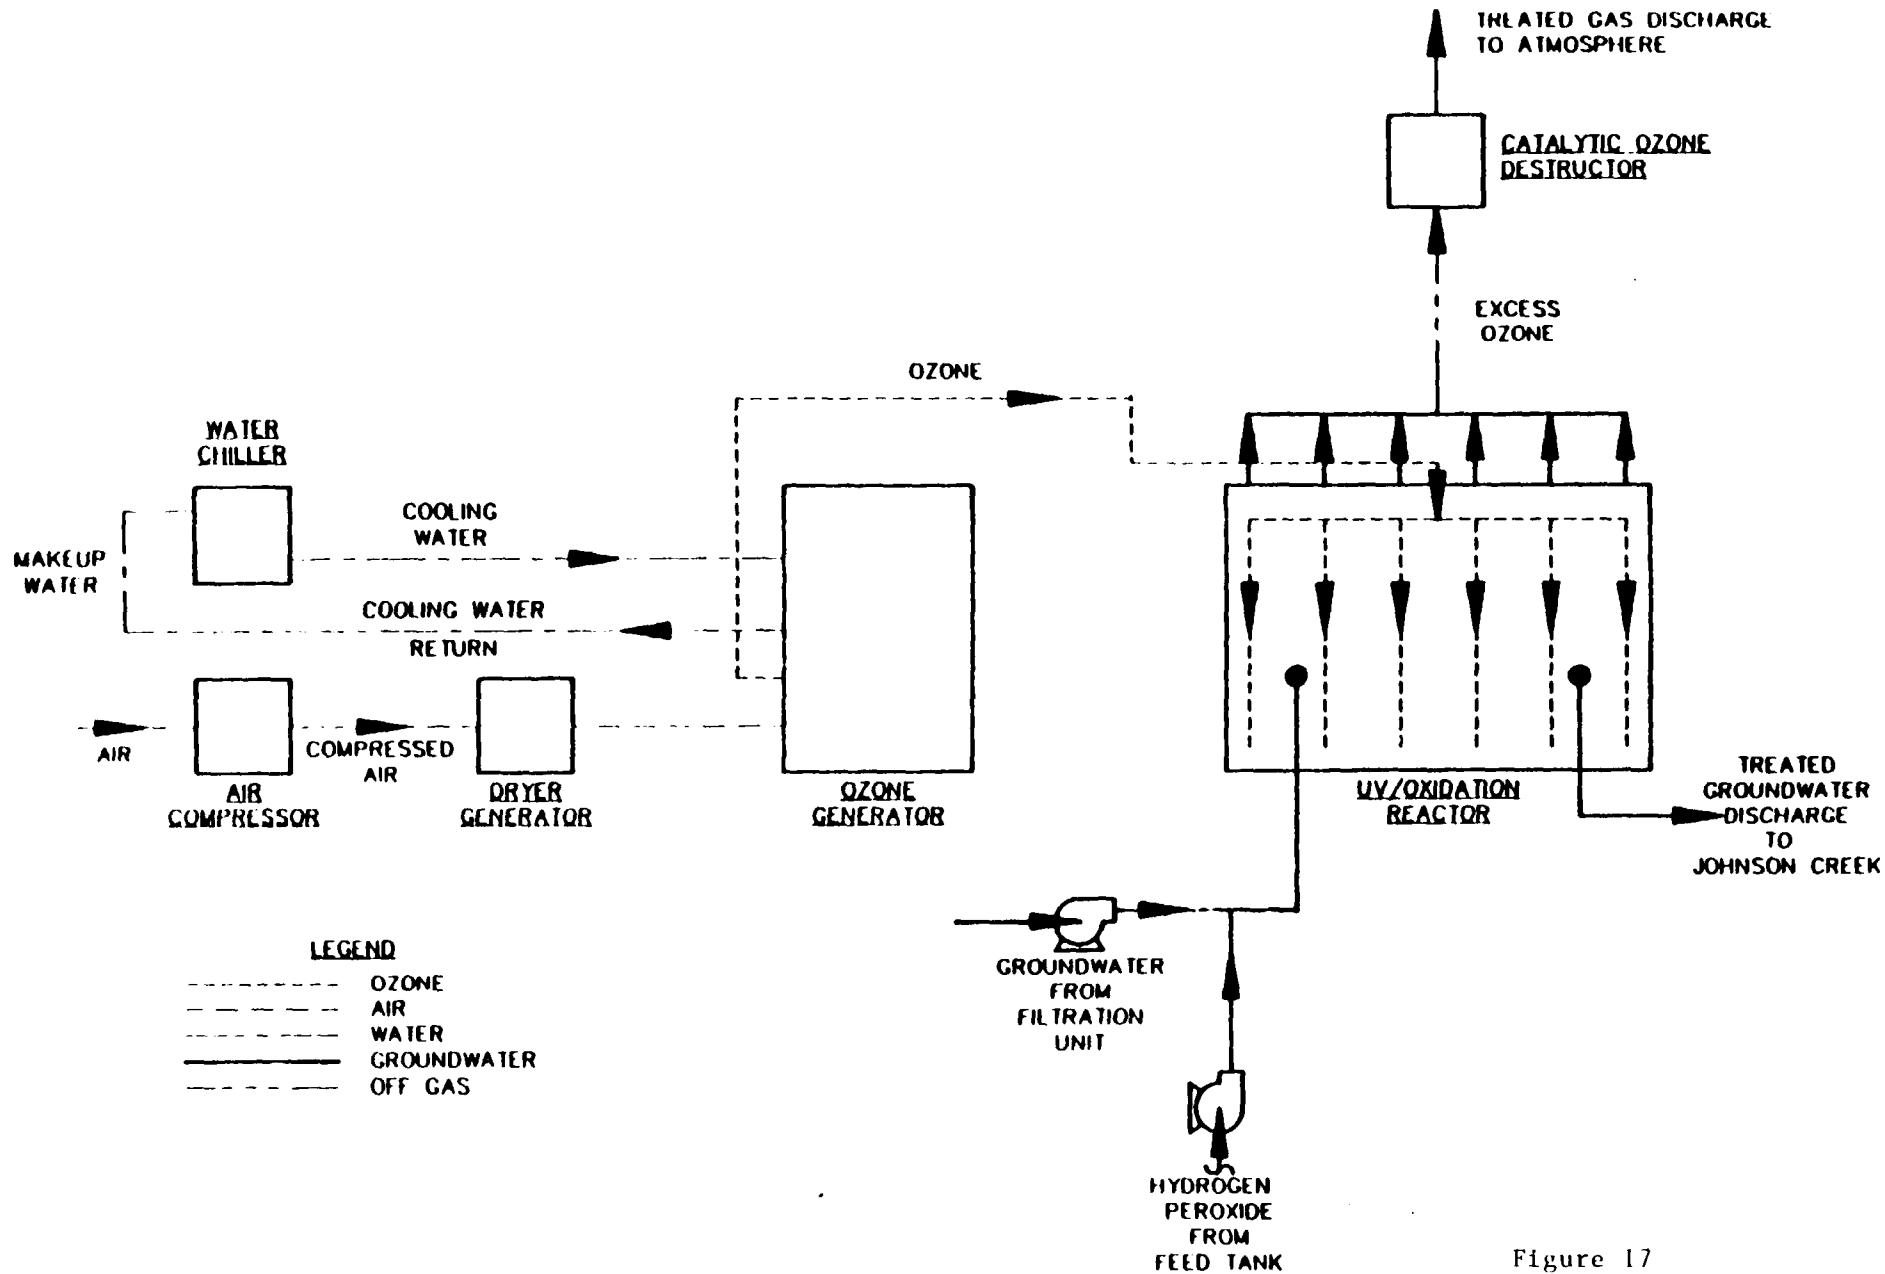 TREATED GAS DISCHARGE
TO ATMOSPHERE
CATALYTIC OZONE
DESTRUCTOR
EXCESS
OZONE
OZONE
WATER
CHILLER
COOLING
WATER
MAKEUP
WATER
COOLING WATER
RETURN
AIR
COMPRESSED
AIR
AIR
COMPRESSOR
DRYER
GENERATOR
OZONE
GENERATOR
UV/OXIDATION
REACTOR
TREATED
GROUNDWATER
DISCHARGE
TO
JOHNSON CREEK
GROUNDWATER
FROM
FILTRATION
UNIT
LEGEND
OZONE
AIR
WATER
GROUNDWATER
OFF GAS
HYDROGEN
PEROXIDE
FROM
FEED TANK
Figure 17